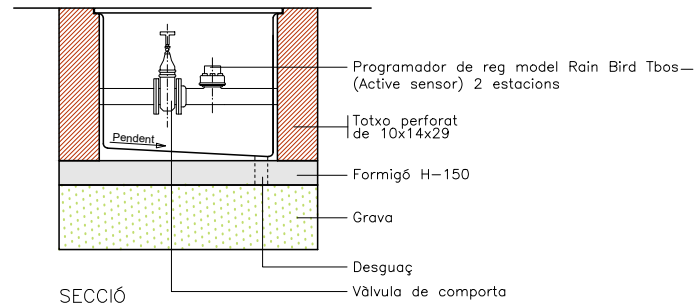 Programador de reg model Rain Bird Tbos—
(Active sensor) 2 estacions
Totxo perforat
de 10x14x29
Pendent
Formigó H-150
Grava
Desguaç
Vàlvula de comporta
SECCIÓ